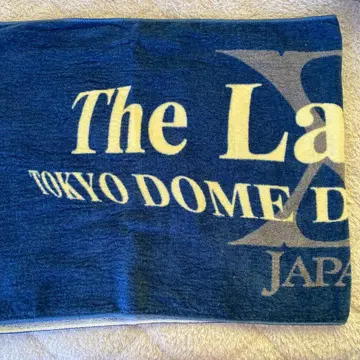 The La
TOKYO DOME D
X
JAPA